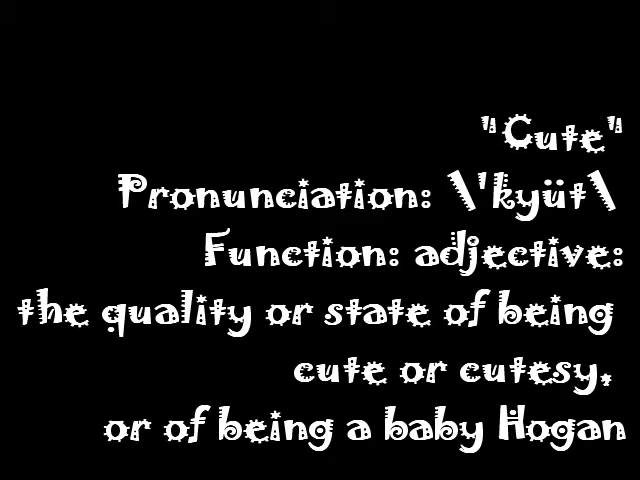 "Cute"
Pronunciation: \'kyüt\
Function: adjective:
the quality or state of being
cute or cutesy,
or of being a baby Hogan